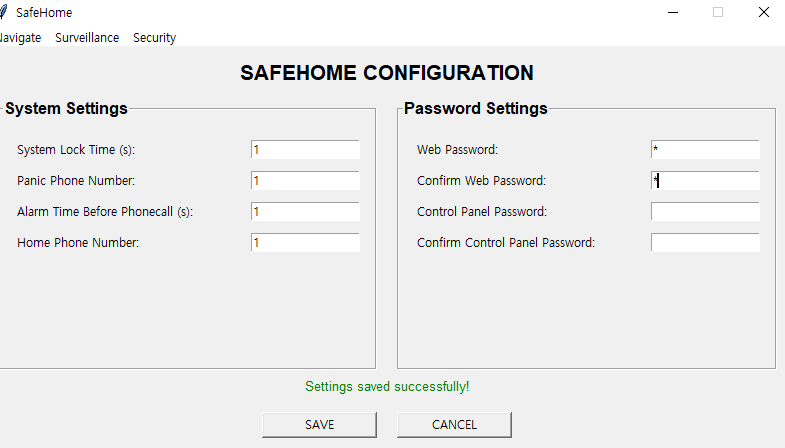 SafeHome
Navigate Surveillance Security
SAFEHOME CONFIGURATION
System Settings
System Lock Time (s): 1
Panic Phone Number: 1
Alarm Time Before Phonecall (s): 1
Home Phone Number: 1
Password Settings
Web Password: *
Confirm Web Password: *
Control Panel Password:
Confirm Control Panel Password:
Settings saved successfully!
SAVE CANCEL